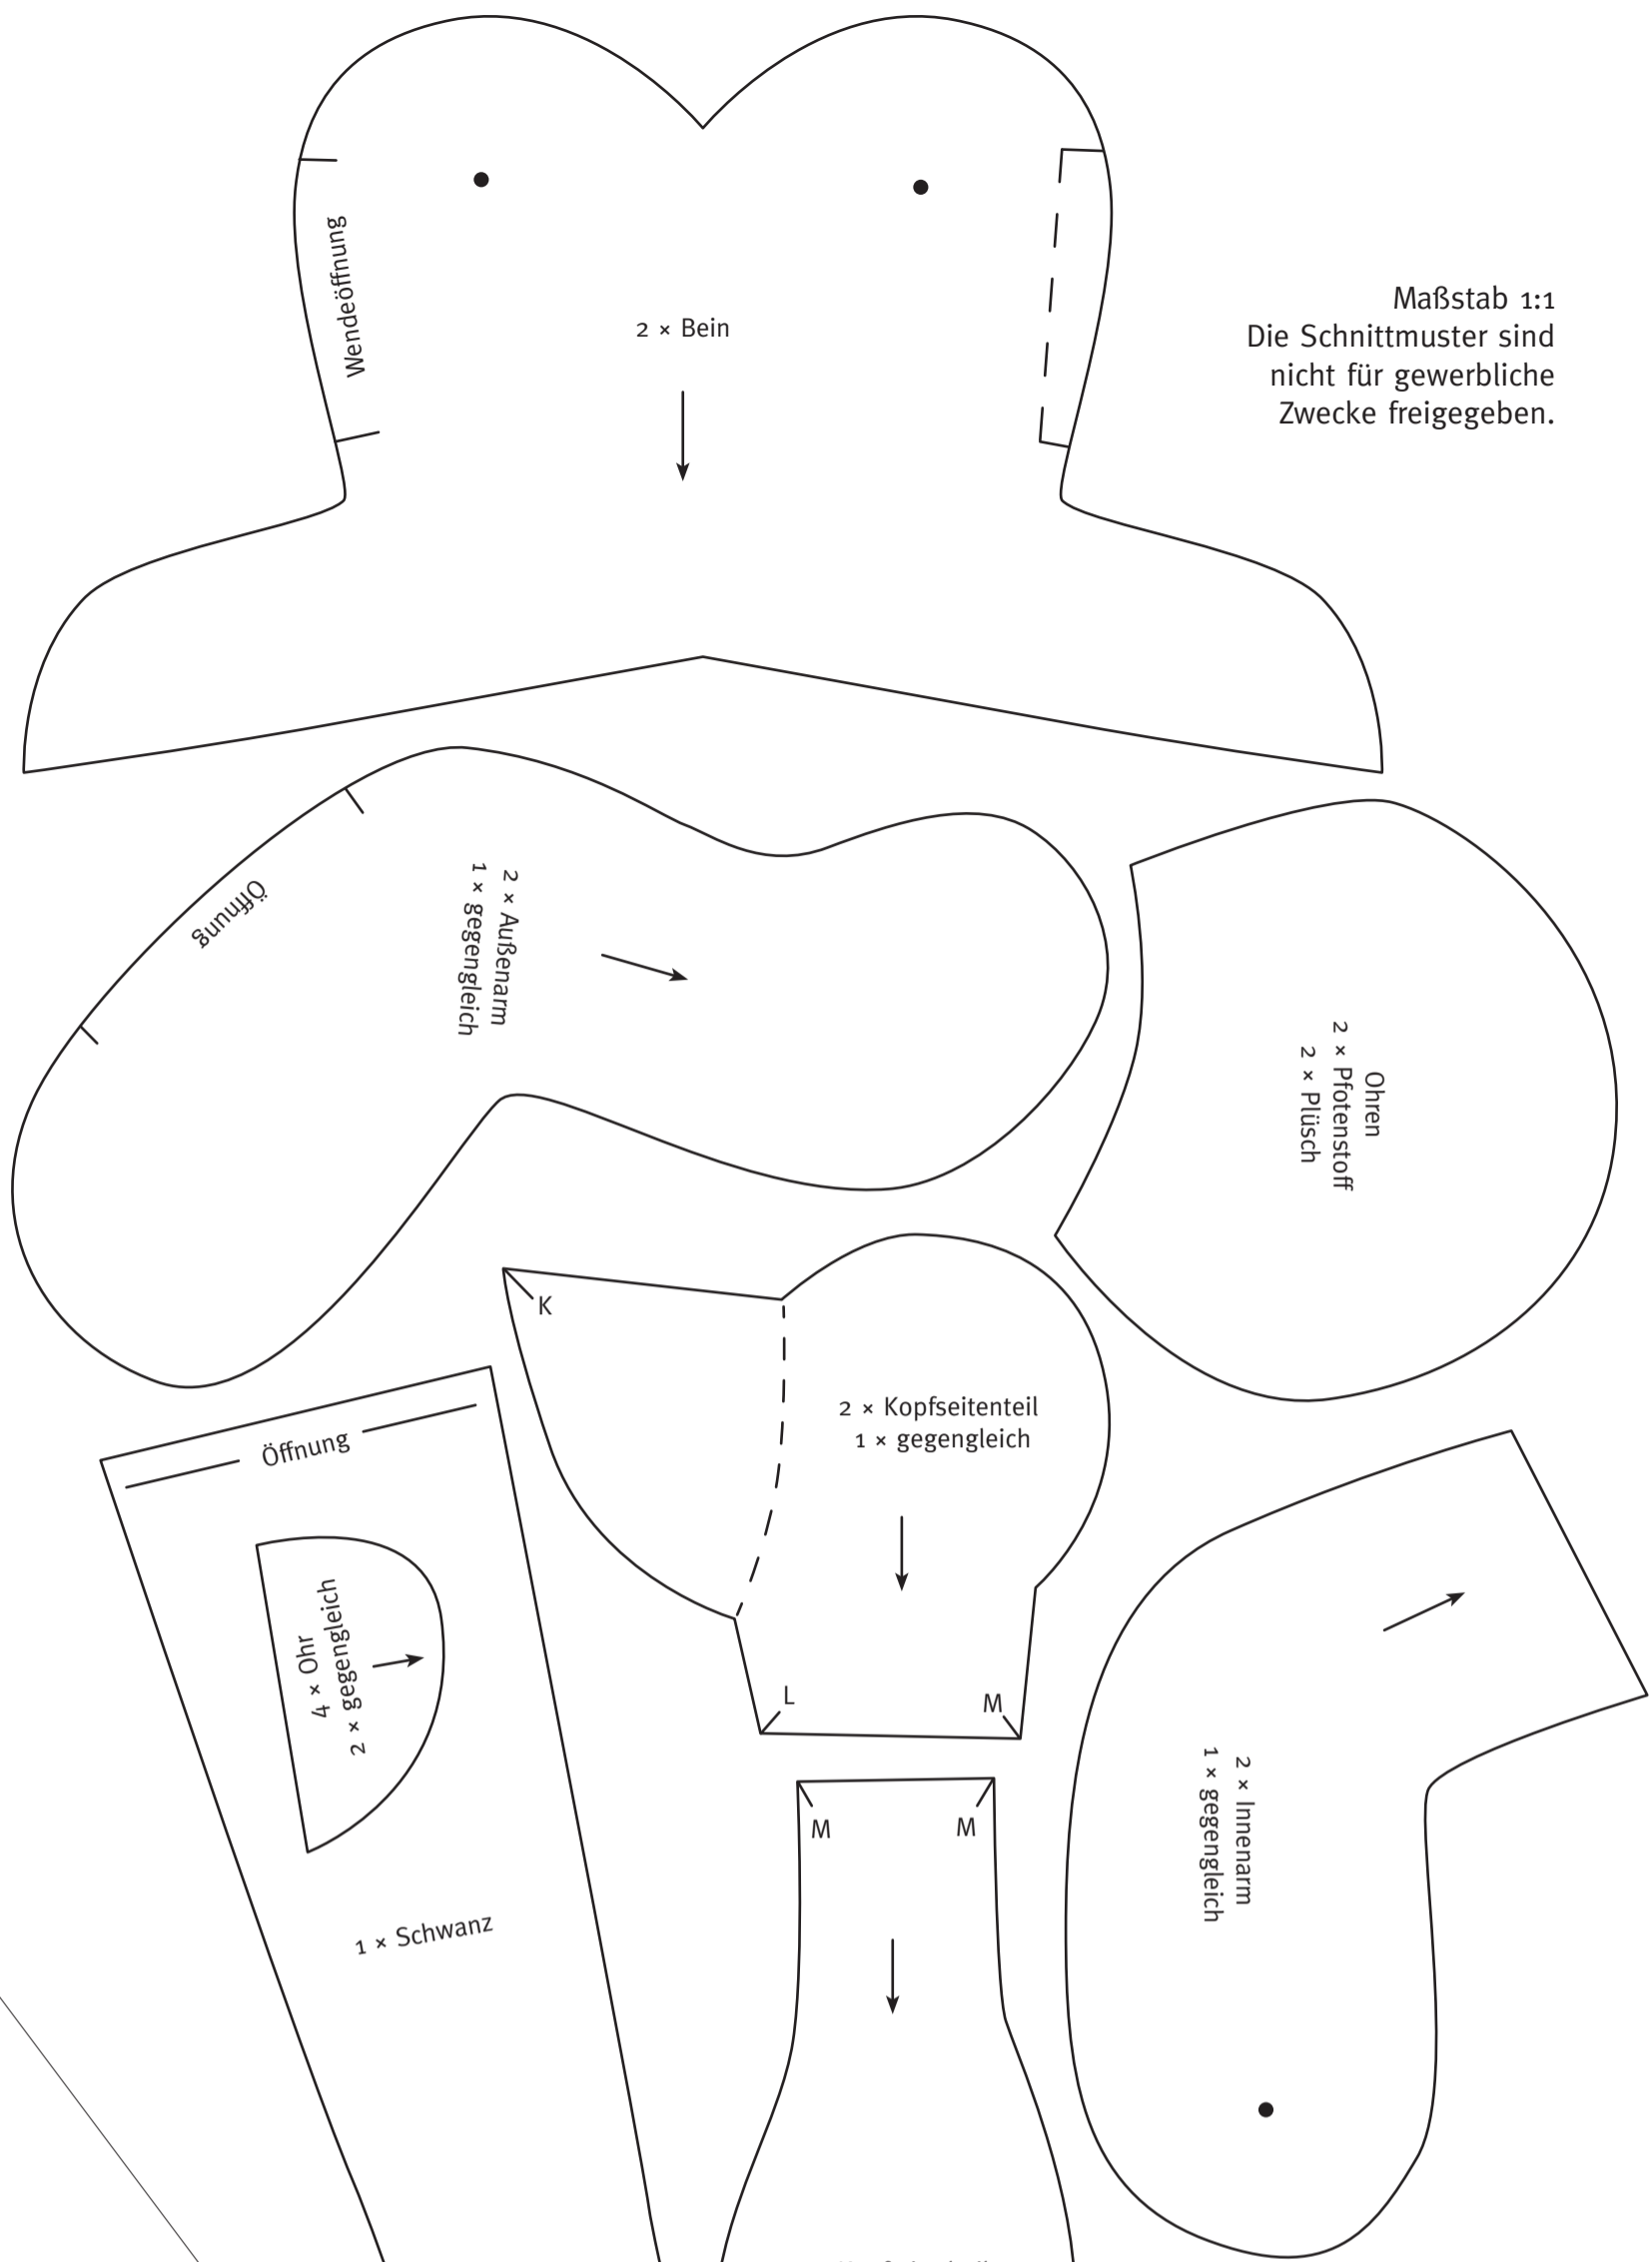 Wendeöffnung
2 × Bein
Maßstab 1:1
Die Schnittmuster sind
nicht für gewerbliche
Zwecke freigegeben.
Öffnung
2 × Außenarm
1 × gegengleich
Ohren
2 × Pfotenstoff
2 × Plüsch
K
2 × Kopfseitenteil
1 × gegengleich
L
M
Öffnung
4 × Ohr
2 × gegengleich
1 × Schwanz
M
M
2 × Innenarm
1 × gegengleich